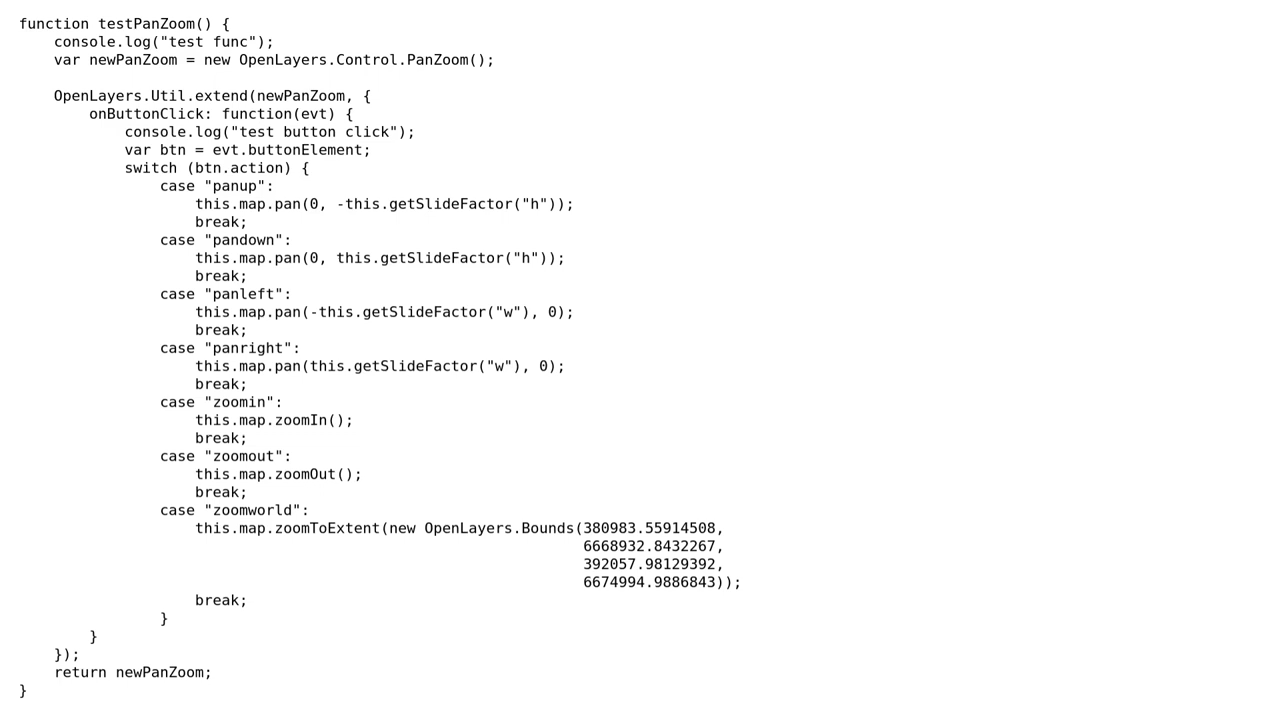 function testPanZoom() {
    console.log("test func");
    var newPanZoom = new OpenLayers.Control.PanZoom();

    OpenLayers.Util.extend(newPanZoom, {
        onButtonClick: function(evt) {
            console.log("test button click");
            var btn = evt.buttonElement;
            switch (btn.action) {
                case "panup":
                    this.map.pan(0, -this.getSlideFactor("h"));
                    break;
                case "pandown":
                    this.map.pan(0, this.getSlideFactor("h"));
                    break;
                case "panleft":
                    this.map.pan(-this.getSlideFactor("w"), 0);
                    break;
                case "panright":
                    this.map.pan(this.getSlideFactor("w"), 0);
                    break;
                case "zoomin":
                    this.map.zoomIn();
                    break;
                case "zoomout":
                    this.map.zoomOut();
                    break;
                case "zoomworld":
                    this.map.zoomToExtent(new OpenLayers.Bounds(380983.55914508,
                                                                6668932.8432267,
                                                                392057.98129392,
                                                                6674994.9886843));
                    break;
                }
        }
    });
    return newPanZoom;
}